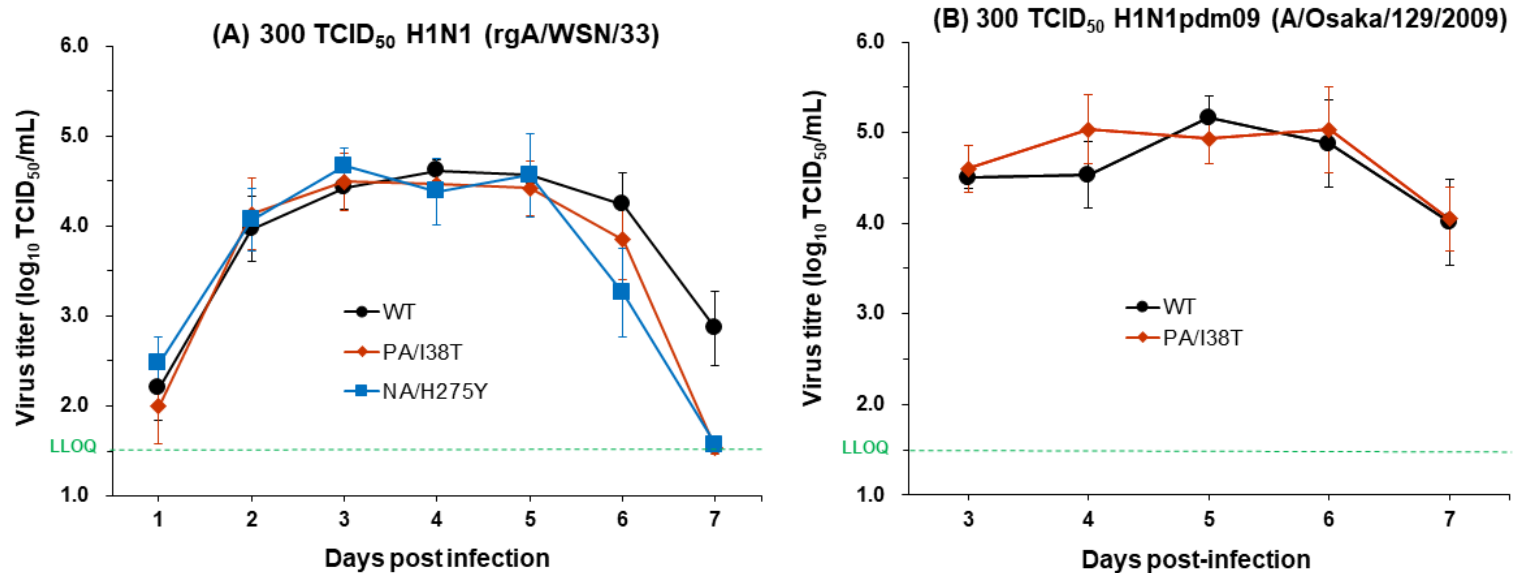 (A) 300 TCID₅₀ H1N1 (rgA/WSN/33)
6.0
5.0
4.0
3.0
2.0
1.0
Virus titer (log₁₀ TCID₅₀/mL)
LLOQ
WT
PA/I38T
NA/H275Y
1 2 3 4 5 6 7
Days post infection
(B) 300 TCID₅₀ H1N1pdm09 (A/Osaka/129/2009)
6.0
5.0
4.0
3.0
2.0
1.0
Virus titre (log₁₀ TCID₅₀/mL)
LLOQ
WT
PA/I38T
3 4 5 6 7
Days post-infection